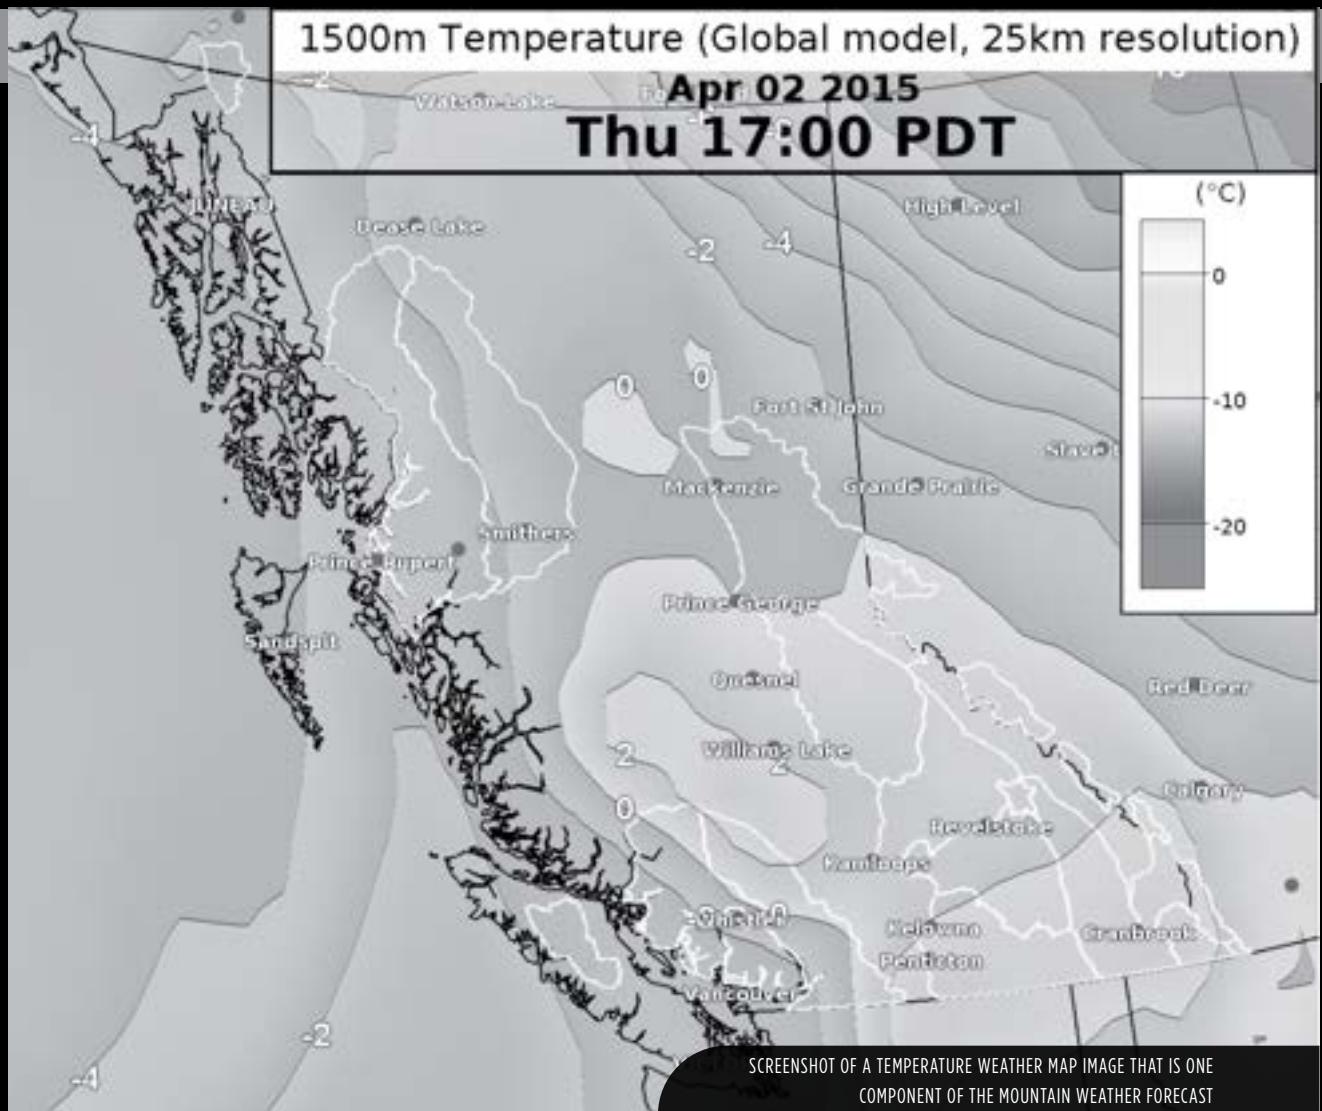 1500m Temperature (Global model, 25km resolution)
Apr 02 2015
Thu 17:00 PDT
-2
Watson Lake
-4
(°C)
JUNEAU
High Level
Dease Lake
-2
-4
0
0
0
Fort St John
-10
Slave
Mackenzie
Grande Prairie
-20
Smithers
Prince Rupert
Prince George
Sandspit
Quesnel
Red Deer
2
Williams Lake
2
Calgary
0
Revelstoke
Kamloops
Whistler
Kelowna
Cranbrook
Penticton
Vancouver
-2
-4
SCREENSHOT OF A TEMPERATURE WEATHER MAP IMAGE THAT IS ONE
COMPONENT OF THE MOUNTAIN WEATHER FORECAST